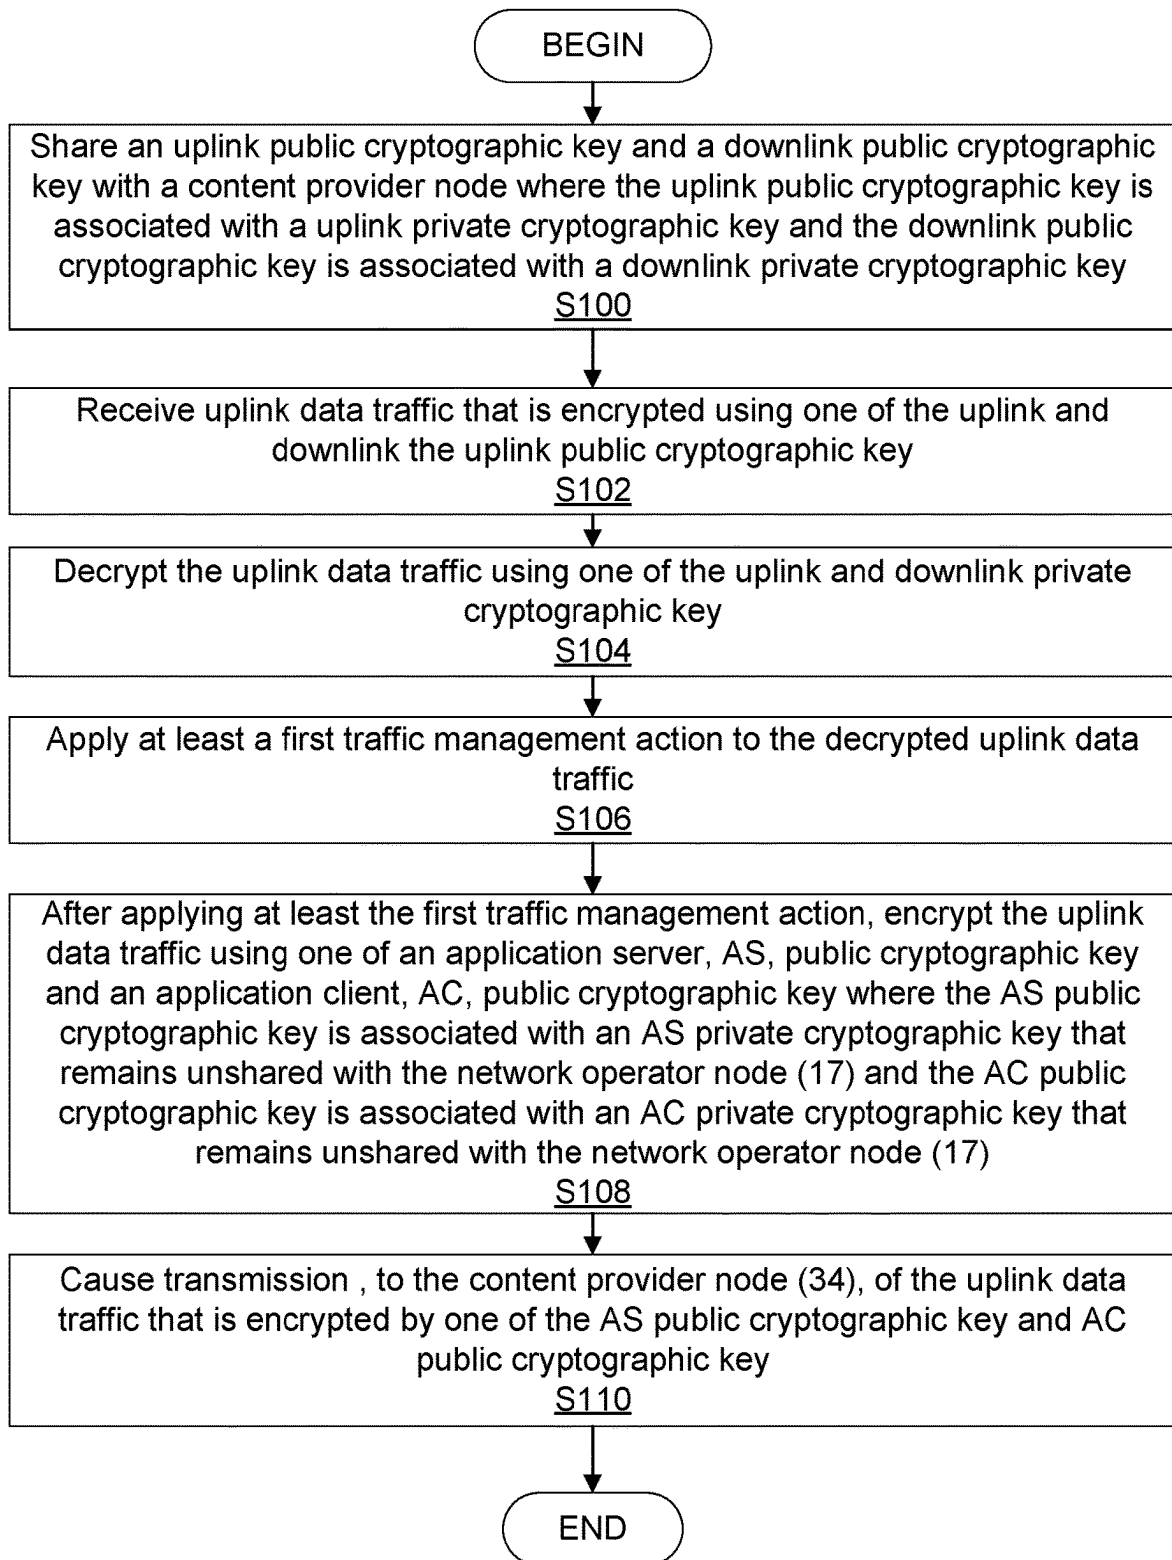 BEGIN
Share an uplink public cryptographic key and a downlink public cryptographic
key with a content provider node where the uplink public cryptographic key is
associated with a uplink private cryptographic key and the downlink public
cryptographic key is associated with a downlink private cryptographic key
S100
Receive uplink data traffic that is encrypted using one of the uplink and
downlink the uplink public cryptographic key
S102
Decrypt the uplink data traffic using one of the uplink and downlink private
cryptographic key
S104
Apply at least a first traffic management action to the decrypted uplink data
traffic
S106
After applying at least the first traffic management action, encrypt the uplink
data traffic using one of an application server, AS, public cryptographic key
and an application client, AC, public cryptographic key where the AS public
cryptographic key is associated with an AS private cryptographic key that
remains unshared with the network operator node (17) and the AC public
cryptographic key is associated with an AC private cryptographic key that
remains unshared with the network operator node (17)
S108
Cause transmission , to the content provider node (34), of the uplink data
traffic that is encrypted by one of the AS public cryptographic key and AC
public cryptographic key
S110
END